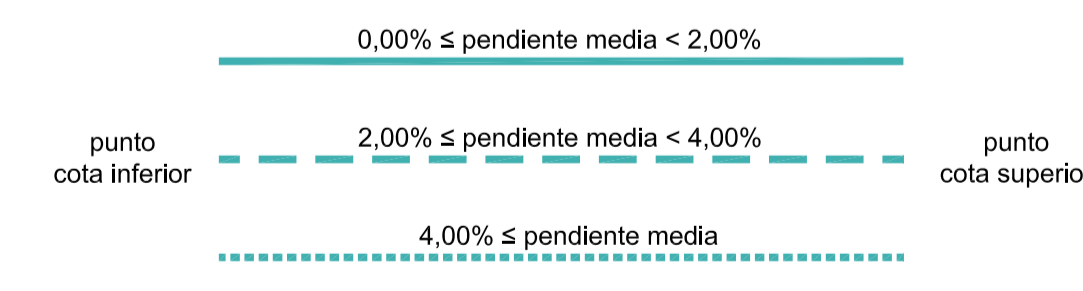 0,00% ≤ pendiente media < 2,00%
punto
cota inferior
2,00% ≤ pendiente media < 4,00%
punto
cota superio
4,00% ≤ pendiente media